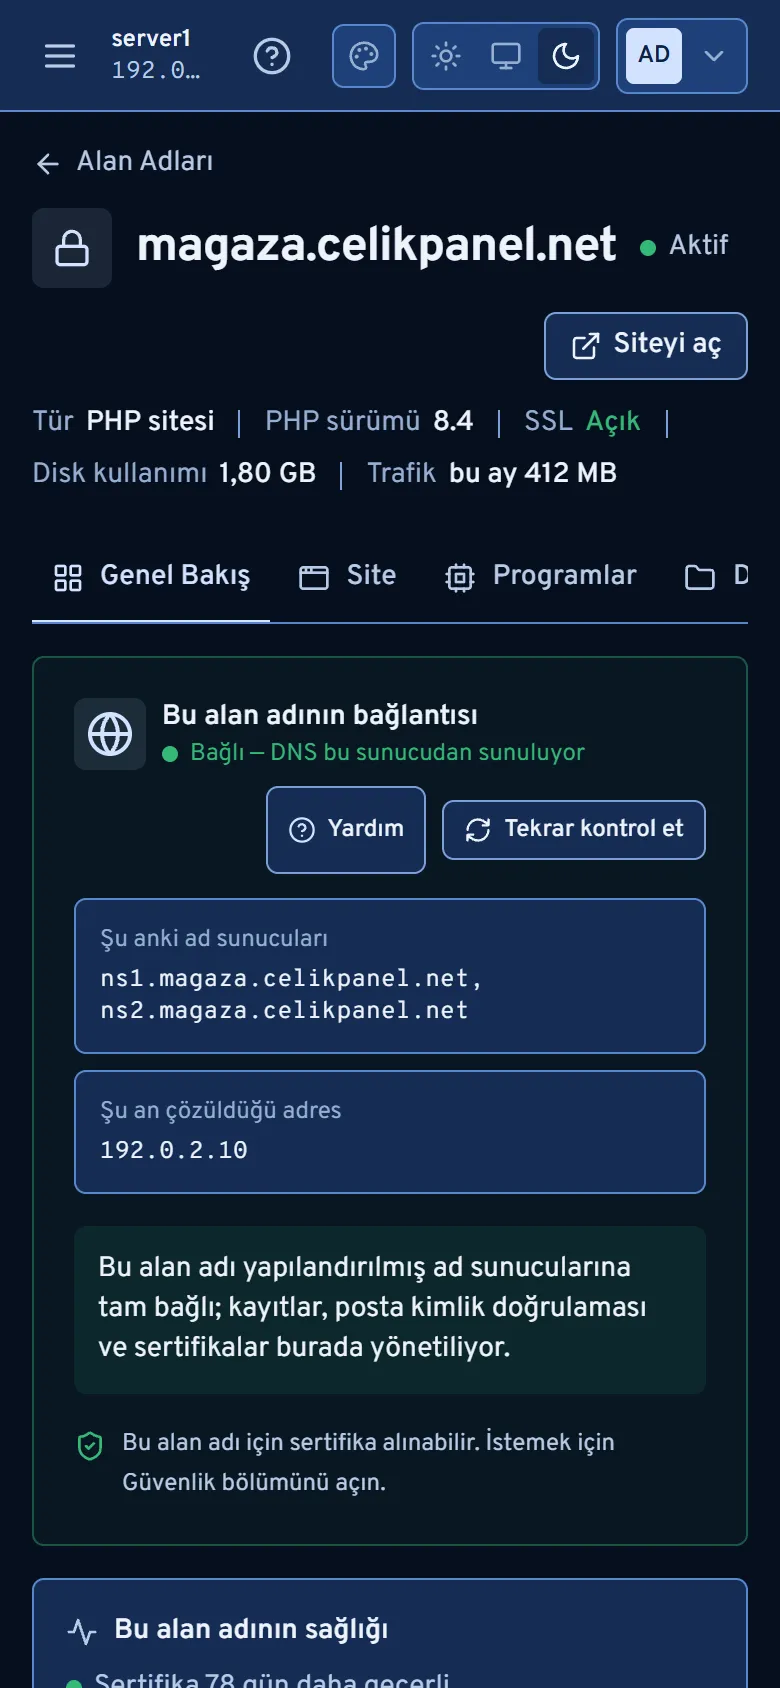 server1
192.0…
AD
Alan Adları
magaza.celikpanel.net
Aktif
Siteyi aç
Tür PHP sitesi | PHP sürümü 8.4 | SSL Açık |
Disk kullanımı 1,80 GB | Trafik bu ay 412 MB
Genel Bakış Site Programlar D
Bu alan adının bağlantısı
Bağlı — DNS bu sunucudan sunuluyor
Yardım
Tekrar kontrol et
Şu anki ad sunucuları
ns1.magaza.celikpanel.net,
ns2.magaza.celikpanel.net
Şu an çözüldüğü adres
192.0.2.10
Bu alan adı yapılandırılmış ad sunucularına
tam bağlı; kayıtlar, posta kimlik doğrulaması
ve sertifikalar burada yönetiliyor.
Bu alan adı için sertifika alınabilir. İstemek için
Güvenlik bölümünü açın.
Bu alan adının sağlığı
Sertifika 78 gün daha geçerli